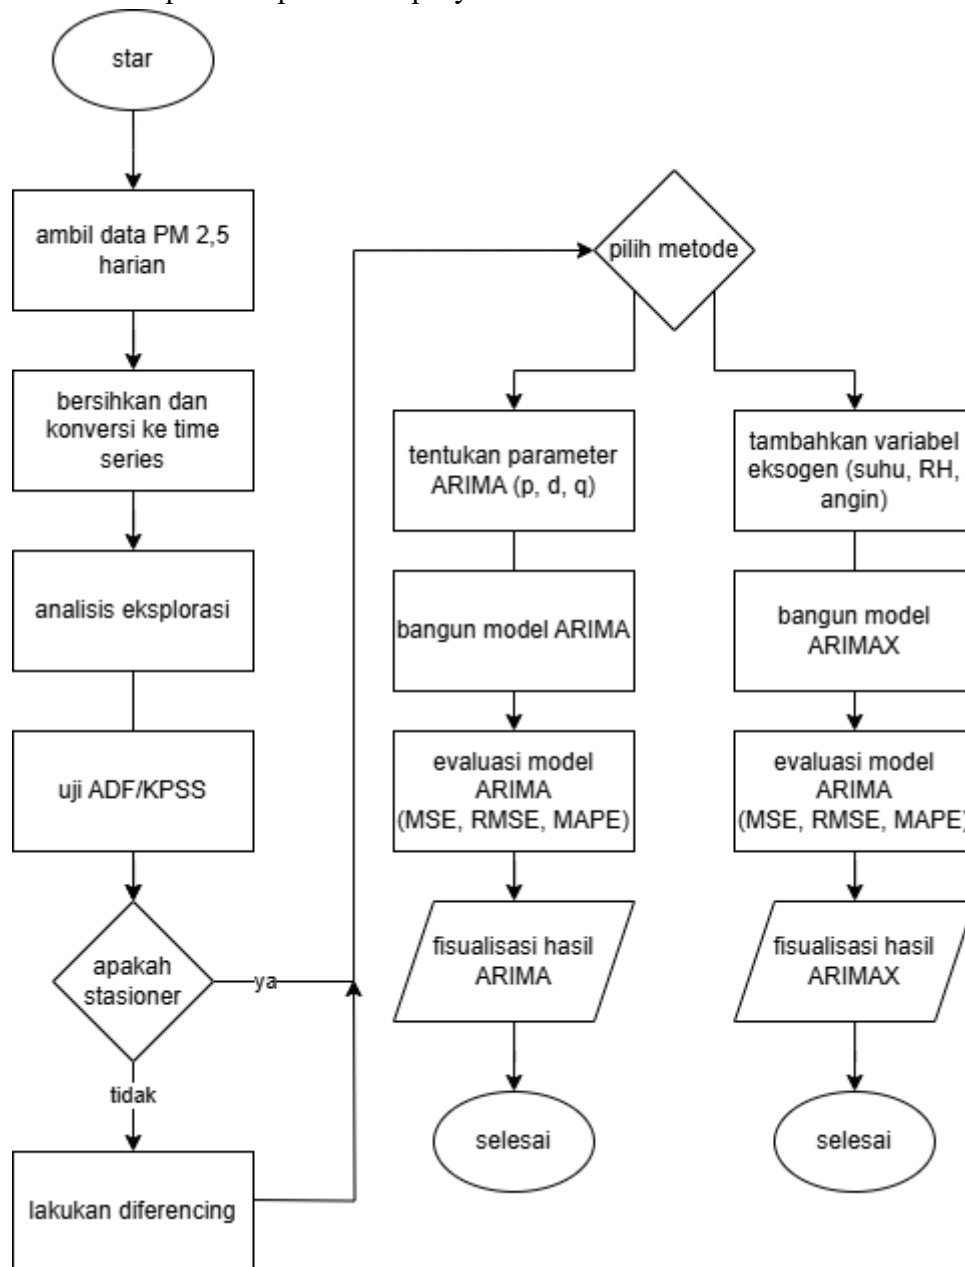 star
ambil data PM 2,5
harian
bersihkan dan
konversi ke time
series
analisis eksplorasi
uji ADF/KPSS
apakah
stasioner
ya
tidak
lakukan diferencing
pilih metode
tentukan parameter
ARIMA (p, d, q)
bangun model ARIMA
evaluasi model
ARIMA
(MSE, RMSE, MAPE)
fisualisasi hasil
ARIMA
selesai
tambahkan variabel
eksogen (suhu, RH,
angin)
bangun model
ARIMAX
evaluasi model
ARIMA
(MSE, RMSE, MAPE)
fisualisasi hasil
ARIMAX
selesai